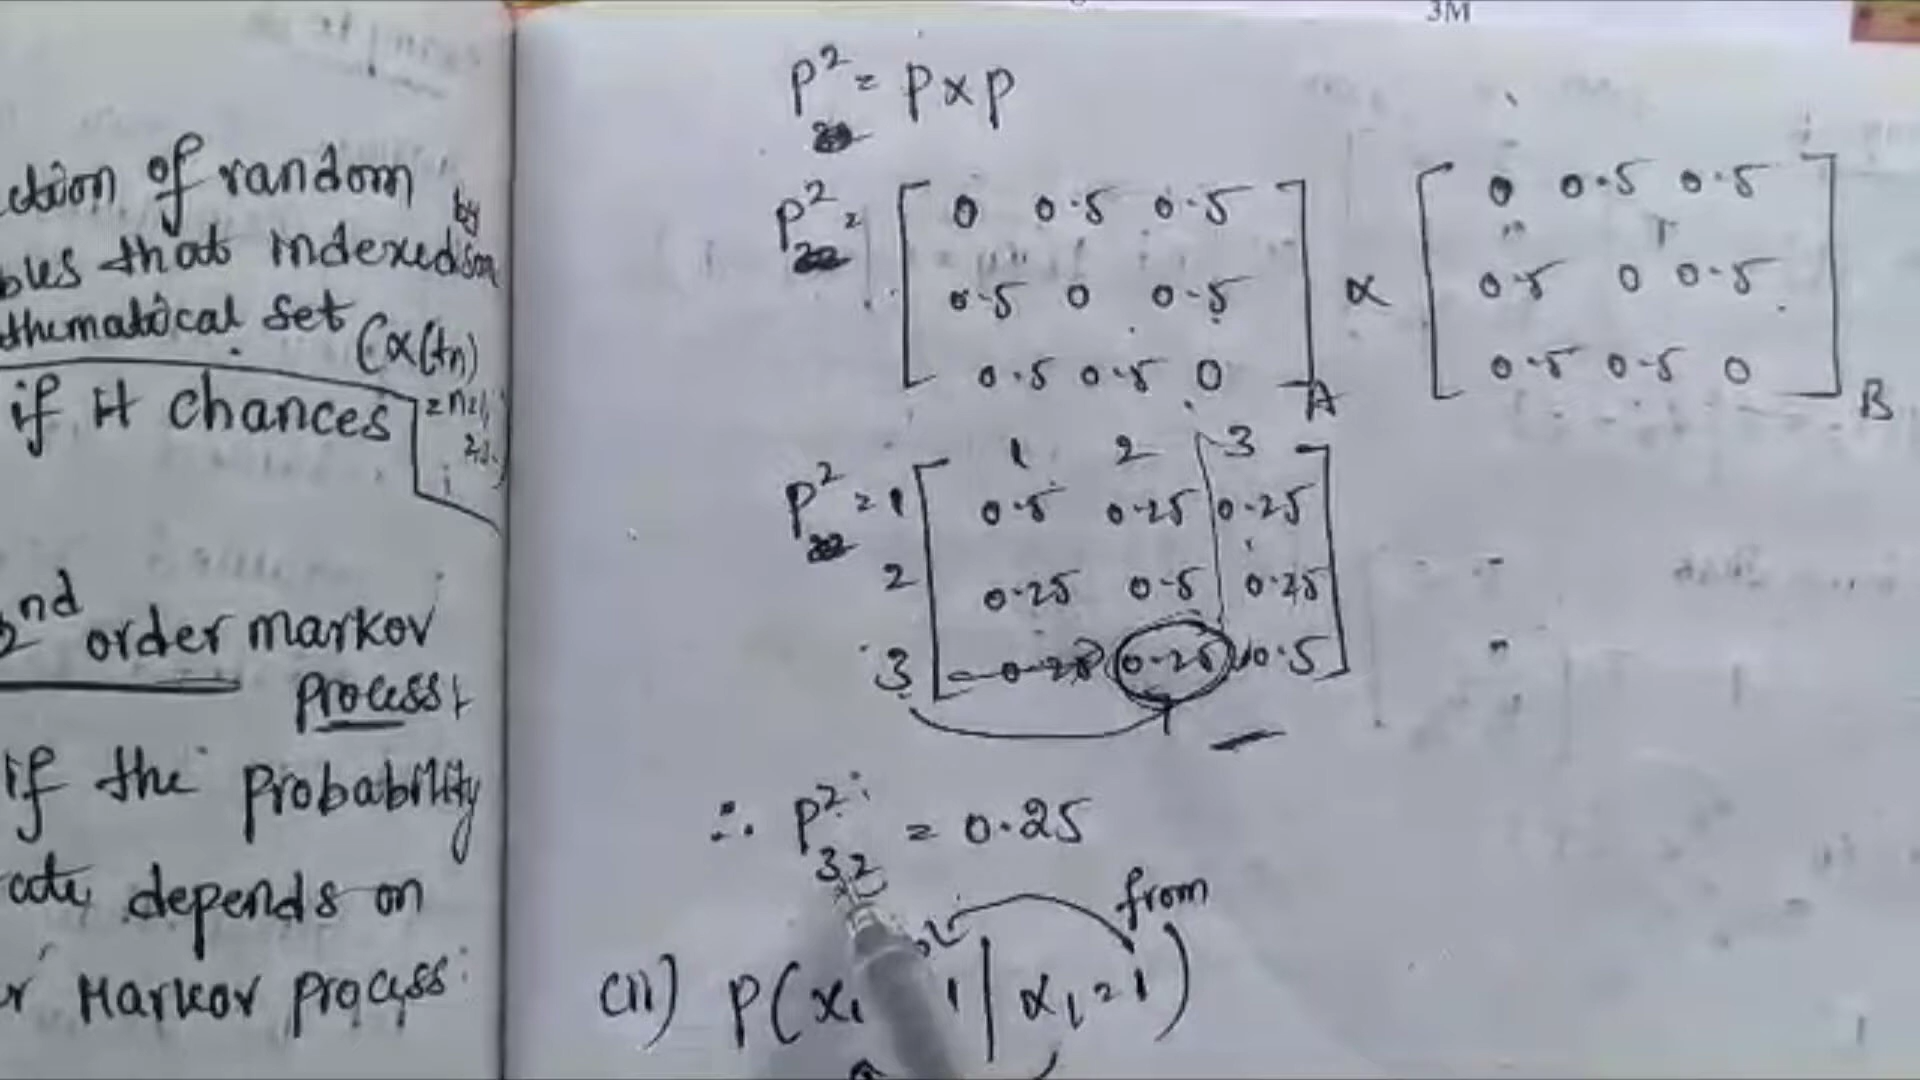 ction of random
by
bles that indexed on
thematical set (x(tn)
if it chances
2nd order markov
process:
if the probability
depends on
r Markov process:
3M
P² = P x P
P² = [ 0 0.5 0.5
0.5 0 0.5
0.5 0.5 0 ] A
x
[ 0 0.5 0.5
0.5 0 0.5
0.5 0.5 0 ] B
1 2 3
P² = 1 [ 0.5 0.25 0.25
2 0.25 0.5 0.25
3 0.25 0.25 0.5 ]
∴ P²32 = 0.25
from
(ii) P(x1 1 | x1=1)